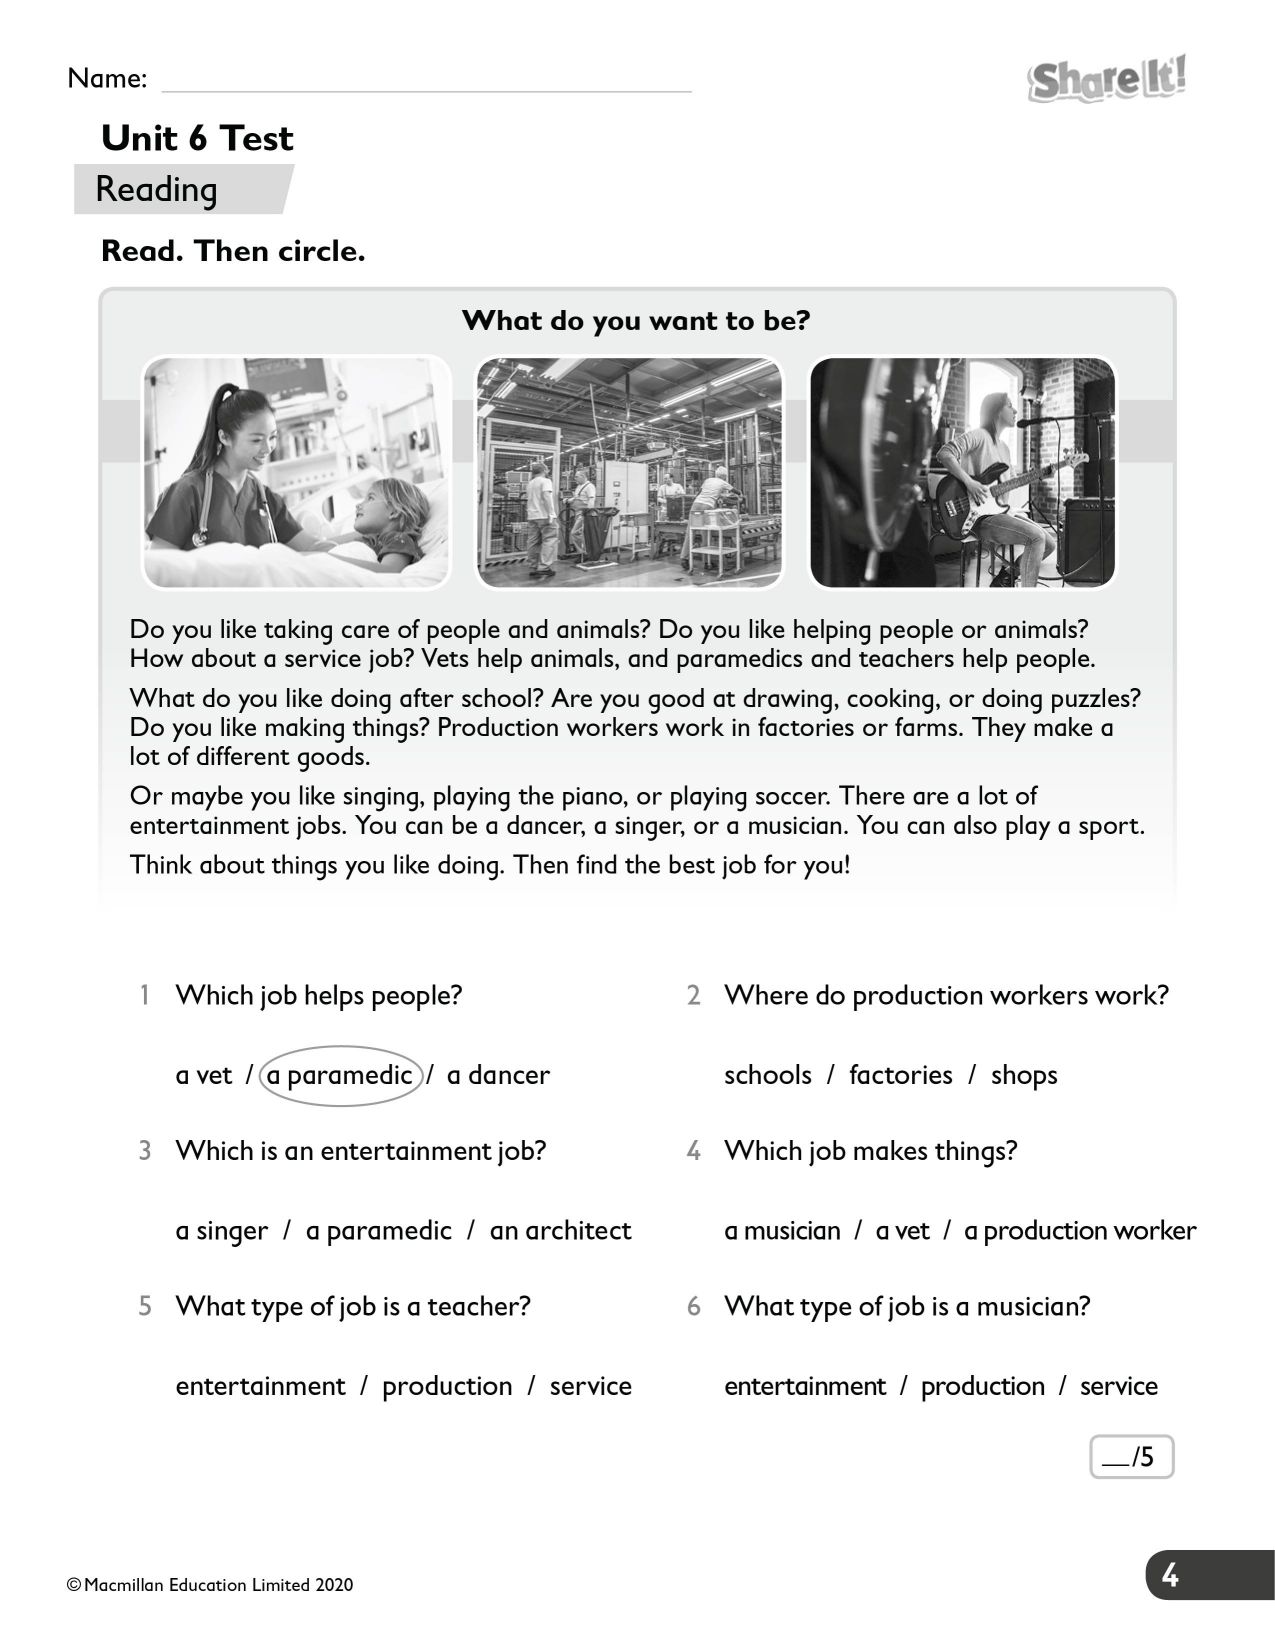 Name:
Share It!
Unit 6 Test
Reading
Read. Then circle.
What do you want to be?
Do you like taking care of people and animals? Do you like helping people or animals?
How about a service job? Vets help animals, and paramedics and teachers help people.
What do you like doing after school? Are you good at drawing, cooking, or doing puzzles?
Do you like making things? Production workers work in factories or farms. They make a
lot of different goods.
Or maybe you like singing, playing the piano, or playing soccer. There are a lot of
entertainment jobs. You can be a dancer, a singer, or a musician. You can also play a sport.
Think about things you like doing. Then find the best job for you!
1 Which job helps people?
a vet / a paramedic / a dancer
2 Where do production workers work?
schools / factories / shops
3 Which is an entertainment job?
a singer / a paramedic / an architect
4 Which job makes things?
a musician / a vet / a production worker
5 What type of job is a teacher?
entertainment / production / service
6 What type of job is a musician?
entertainment / production / service
__/5
© Macmillan Education Limited 2020
4